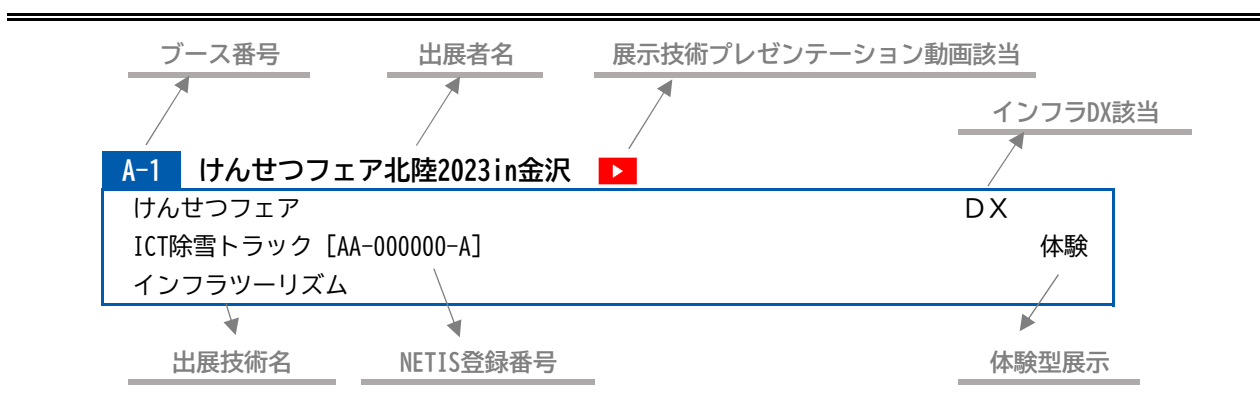 ブース番号 出展者名 展示技術プレゼンテーション動画該当
インフラDX該当
A-1 けんせつフェア北陸2023in金沢
けんせつフェア DX
ICT除雪トラック [AA-000000-A] 体験
インフラツーリズム
出展技術名 NETIS登録番号 体験型展示